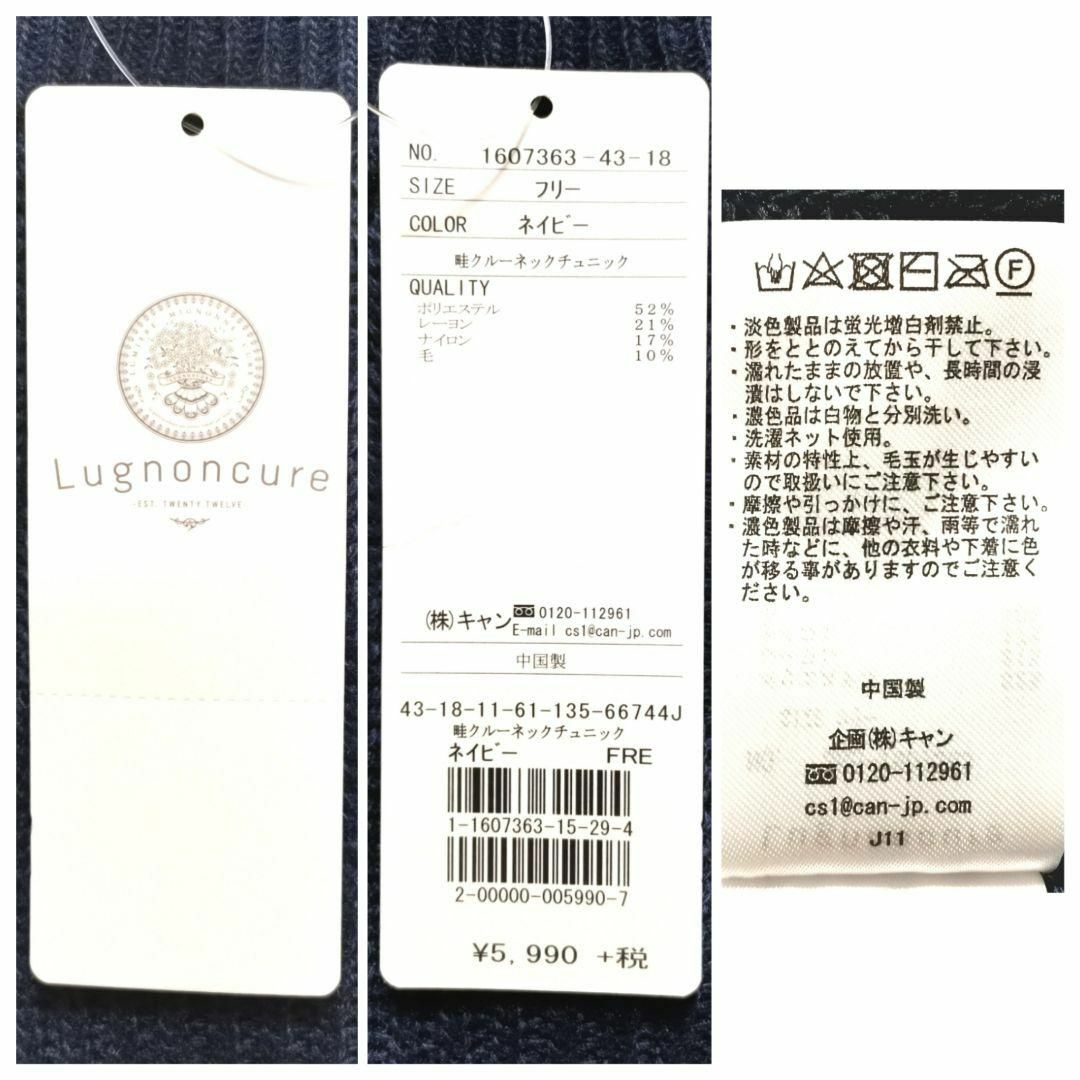 Lugnoncure
-EST. TWENTY TWELVE-
NO. 1607363-43-18
SIZE フリー
COLOR ネイビー
畦クルーネックチュニック
QUALITY
ポリエステル 52%
レーヨン 21%
ナイロン 17%
毛 10%
(株)キャン 0120-112961
E-mail cs1@can-jp.com
中国製
43-18-11-61-135-66744J
畦クルーネックチュニック
ネイビー FRE
1-1607363-15-29-4
2-00000-005990-7
¥5,990 +税
F
・淡色製品は蛍光増白剤禁止。
・形をととのえてから干して下さい。
・濡れたままの放置や、長時間の浸
漬はしないで下さい。
・濃色品は白物と分別洗い。
・洗濯ネット使用。
・素材の特性上、毛玉が生じやすい
ので取扱いにご注意下さい。
・摩擦や引っかけに、ご注意下さい。
・濃色製品は摩擦や汗、雨等で濡れ
た時などに、他の衣料や下着に色
が移る事がありますのでご注意く
ださい。
中国製
企画(株)キャン
0120-112961
cs1@can-jp.com
J11